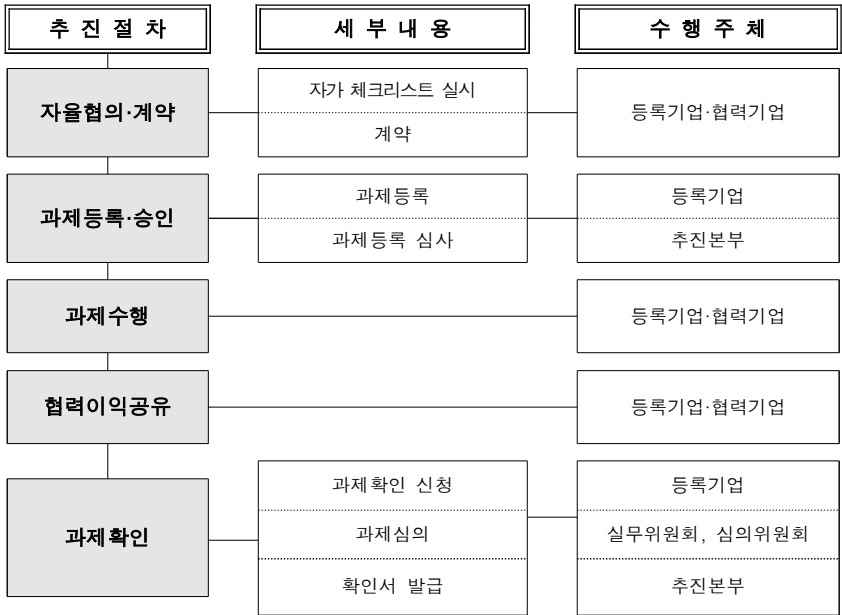 추 진 절 차
세 부 내 용
수 행 주 체
자율협의·계약
자가 체크리스트 실시
계약
등록기업·협력기업
과제등록·승인
과제등록
등록기업
과제등록 심사
추진본부
과제수행
등록기업·협력기업
협력이익공유
등록기업·협력기업
과제확인
과제확인 신청
등록기업
과제심의
실무위원회, 심의위원회
확인서 발급
추진본부